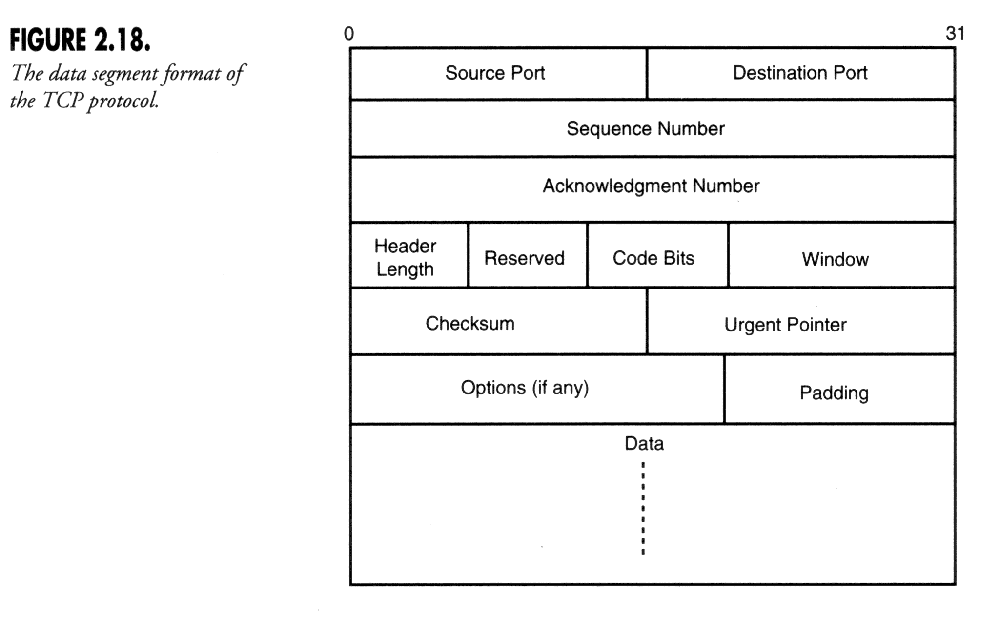 FIGURE 2.18.
The data segment format of
the TCP protocol.
0 31
Source Port Destination Port
Sequence Number
Acknowledgment Number
Header
Length
Reserved Code Bits Window
Checksum Urgent Pointer
Options (if any) Padding
Data